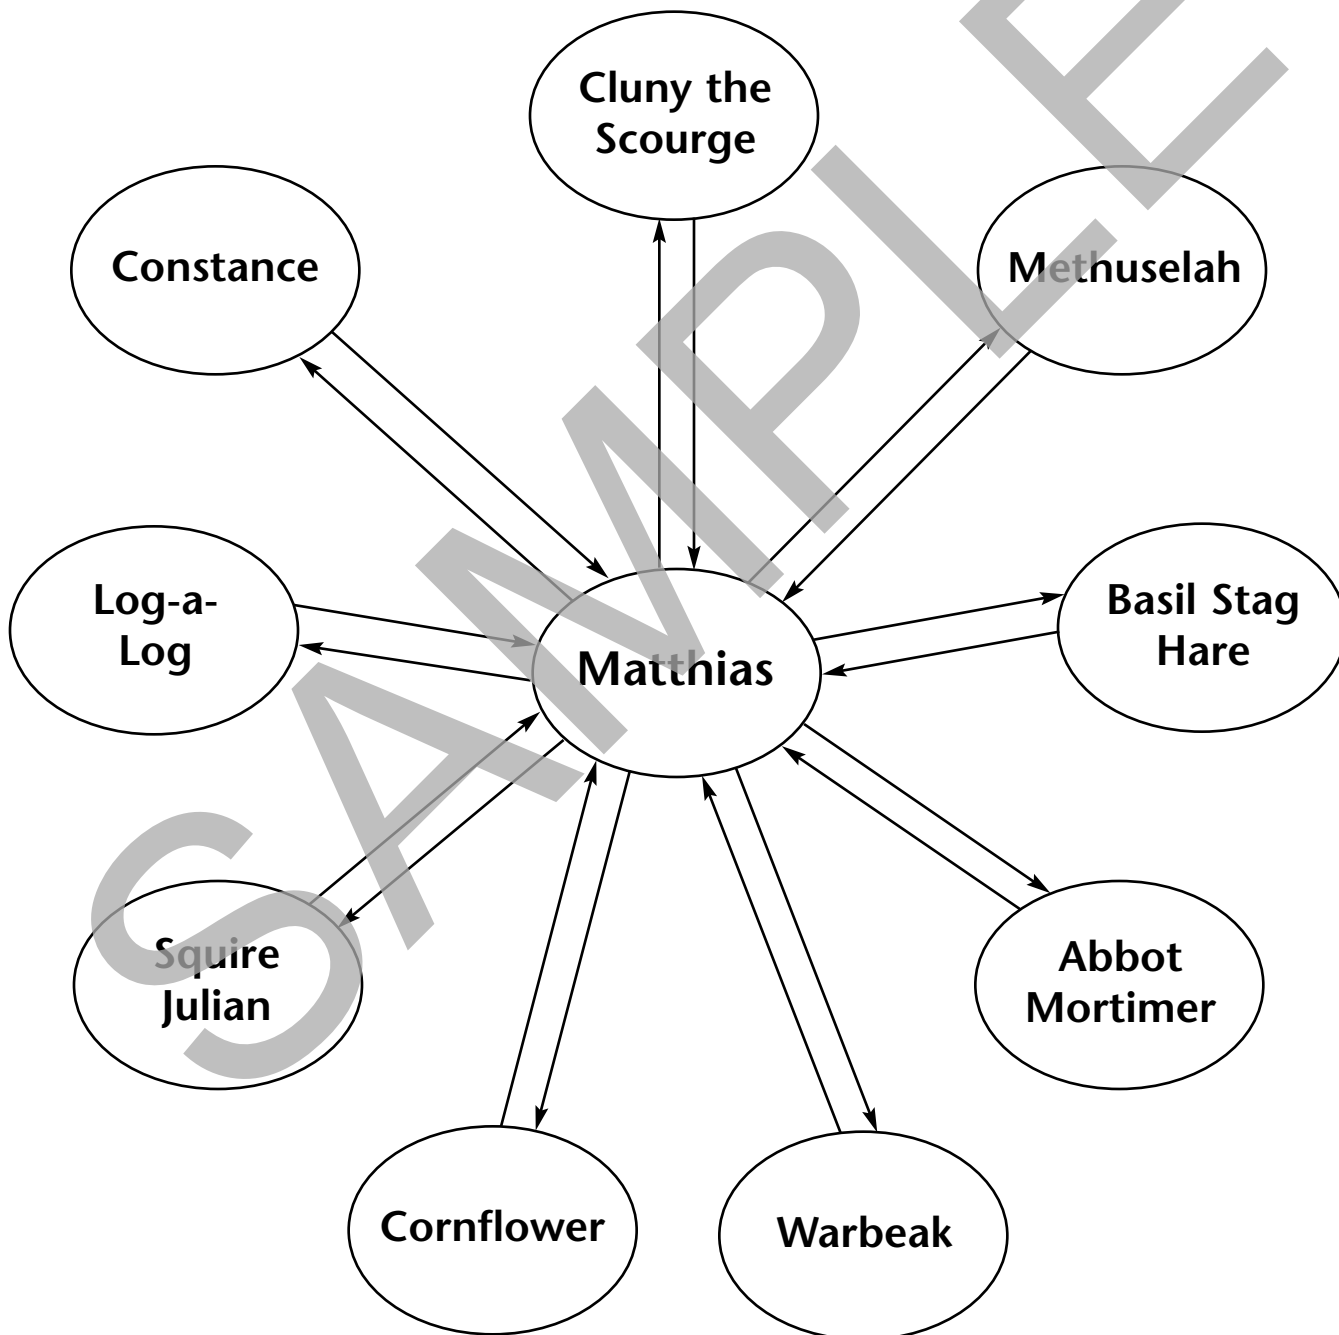 Cluny the
Scourge
Constance
Methuselah
Log-a-
Log
Basil Stag
Hare
Matthias
Squire
Julian
Abbot
Mortimer
Cornflower
Warbeak
SAMPLE